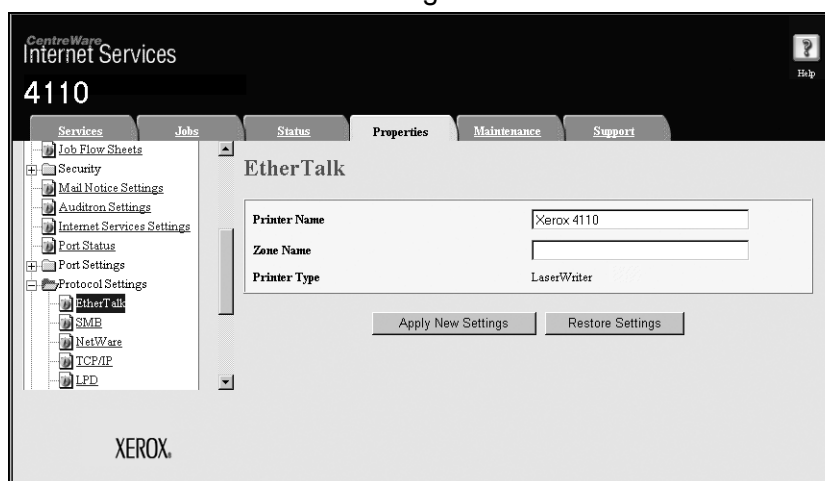 CentreWare
Internet Services
Help
4110
Services Jobs Status Properties Maintenance Support
Job Flow Sheets
Security
Mail Notice Settings
Auditron Settings
Internet Services Settings
Port Status
Port Settings
Protocol Settings
EtherTalk
SMB
NetWare
TCP/IP
LPD
EtherTalk
Printer Name Xerox 4110
Zone Name
Printer Type LaserWriter
Apply New Settings Restore Settings
XEROX®